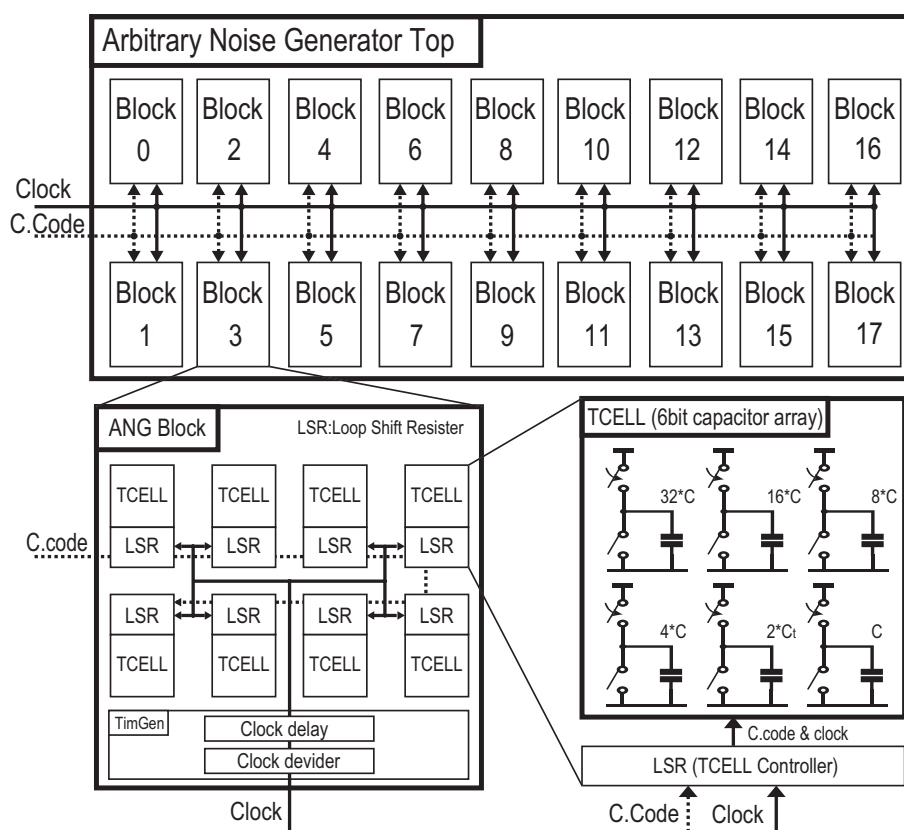 Arbitrary Noise Generator Top
Block 0
Block 2
Block 4
Block 6
Block 8
Block 10
Block 12
Block 14
Block 16
Clock
C.Code
Block 1
Block 3
Block 5
Block 7
Block 9
Block 11
Block 13
Block 15
Block 17
ANG Block
LSR:Loop Shift Resister
TCELL
TCELL
TCELL
TCELL
C.code
LSR
LSR
LSR
LSR
LSR
LSR
LSR
LSR
TCELL
TCELL
TCELL
TCELL
TimGen
Clock delay
Clock devider
Clock
TCELL (6bit capacitor array)
32*C
16*C
8*C
4*C
2*Ct
C
C.code & clock
LSR (TCELL Controller)
C.Code
Clock